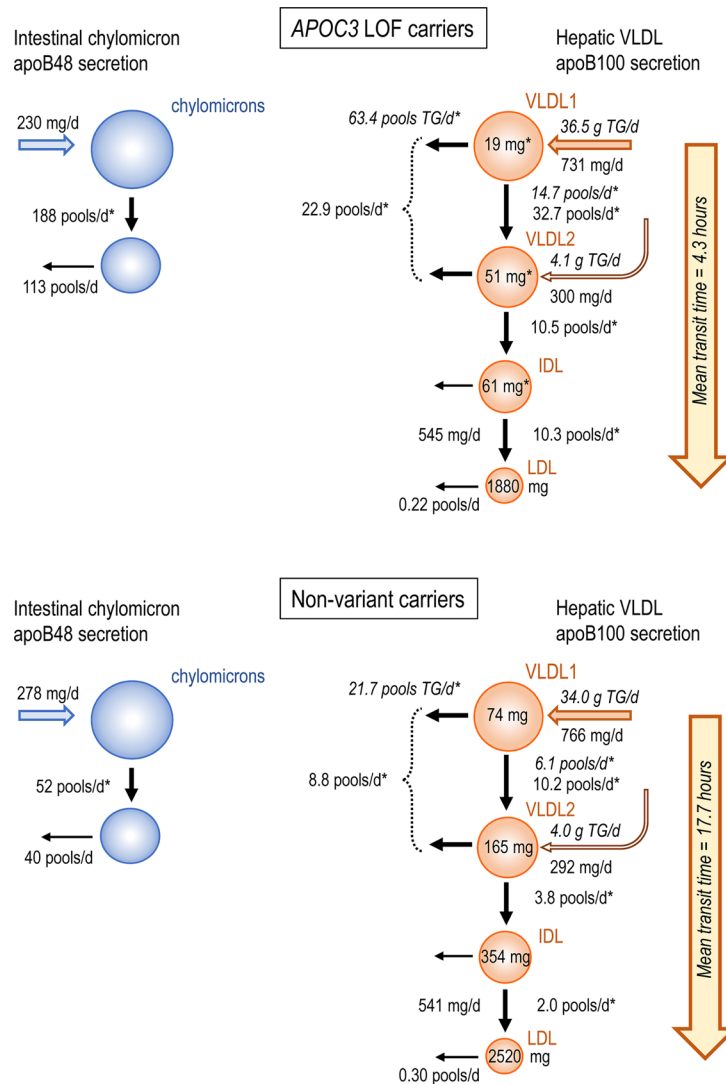 APOC3 LOF carriers
Intestinal chylomicron
apoB48 secretion
Hepatic VLDL
apoB100 secretion
chylomicrons
230 mg/d
188 pools/d*
113 pools/d
VLDL1
63.4 pools TG/d*
19 mg*
36.5 g TG/d
731 mg/d
22.9 pools/d*
14.7 pools/d*
32.7 pools/d*
VLDL2
51 mg*
4.1 g TG/d
300 mg/d
10.5 pools/d*
IDL
61 mg*
545 mg/d
10.3 pools/d*
LDL
1880 mg
0.22 pools/d
Mean transit time = 4.3 hours
Non-variant carriers
Intestinal chylomicron
apoB48 secretion
Hepatic VLDL
apoB100 secretion
chylomicrons
278 mg/d
52 pools/d*
40 pools/d
VLDL1
21.7 pools TG/d*
74 mg
34.0 g TG/d
766 mg/d
8.8 pools/d*
6.1 pools/d*
10.2 pools/d*
VLDL2
165 mg
4.0 g TG/d
292 mg/d
3.8 pools/d*
IDL
354 mg
541 mg/d
2.0 pools/d*
LDL
2520 mg
0.30 pools/d
Mean transit time = 17.7 hours